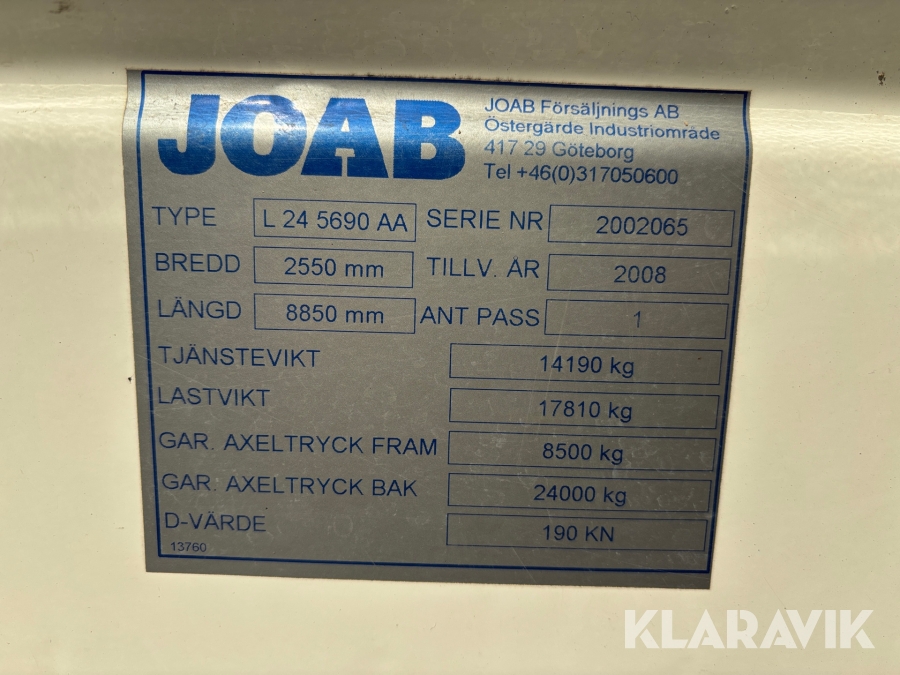 JOAB
JOAB Försäljnings AB
Östergärde Industriområde
417 29 Göteborg
Tel +46(0)317050600
TYPE L 24 5690 AA SERIE NR 2002065
BREDD 2550 mm TILLV. ÅR 2008
LÄNGD 8850 mm ANT PASS 1
TJÄNSTEVIKT 14190 kg
LASTVIKT 17810 kg
GAR. AXELTRYCK FRAM 8500 kg
GAR. AXELTRYCK BAK 24000 kg
D-VÄRDE 190 KN
13760
KLARAVIK